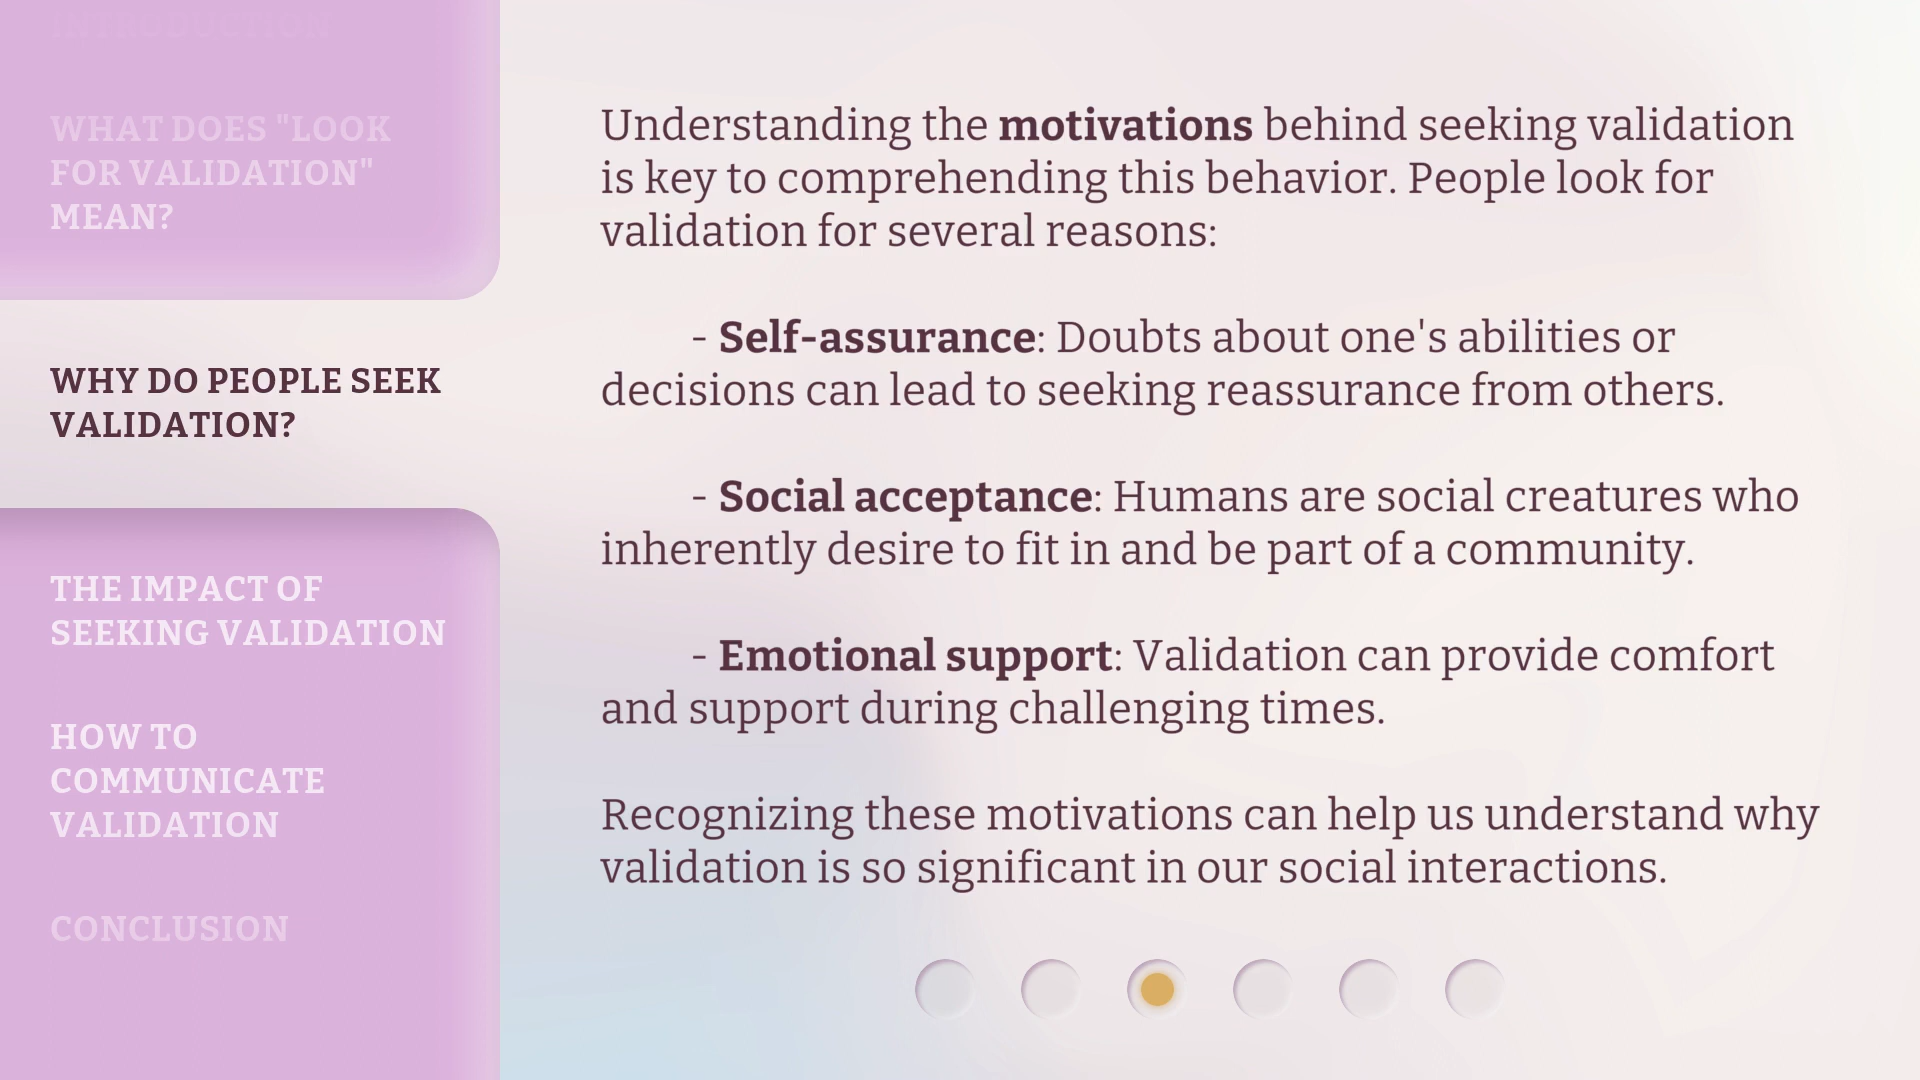 INTRODUCTION
WHAT DOES "LOOK
FOR VALIDATION"
MEAN?
WHY DO PEOPLE SEEK
VALIDATION?
THE IMPACT OF
SEEKING VALIDATION
HOW TO
COMMUNICATE
VALIDATION
CONCLUSION
Understanding the motivations behind seeking validation
is key to comprehending this behavior. People look for
validation for several reasons:
- Self-assurance: Doubts about one's abilities or
decisions can lead to seeking reassurance from others.
- Social acceptance: Humans are social creatures who
inherently desire to fit in and be part of a community.
- Emotional support: Validation can provide comfort
and support during challenging times.
Recognizing these motivations can help us understand why
validation is so significant in our social interactions.